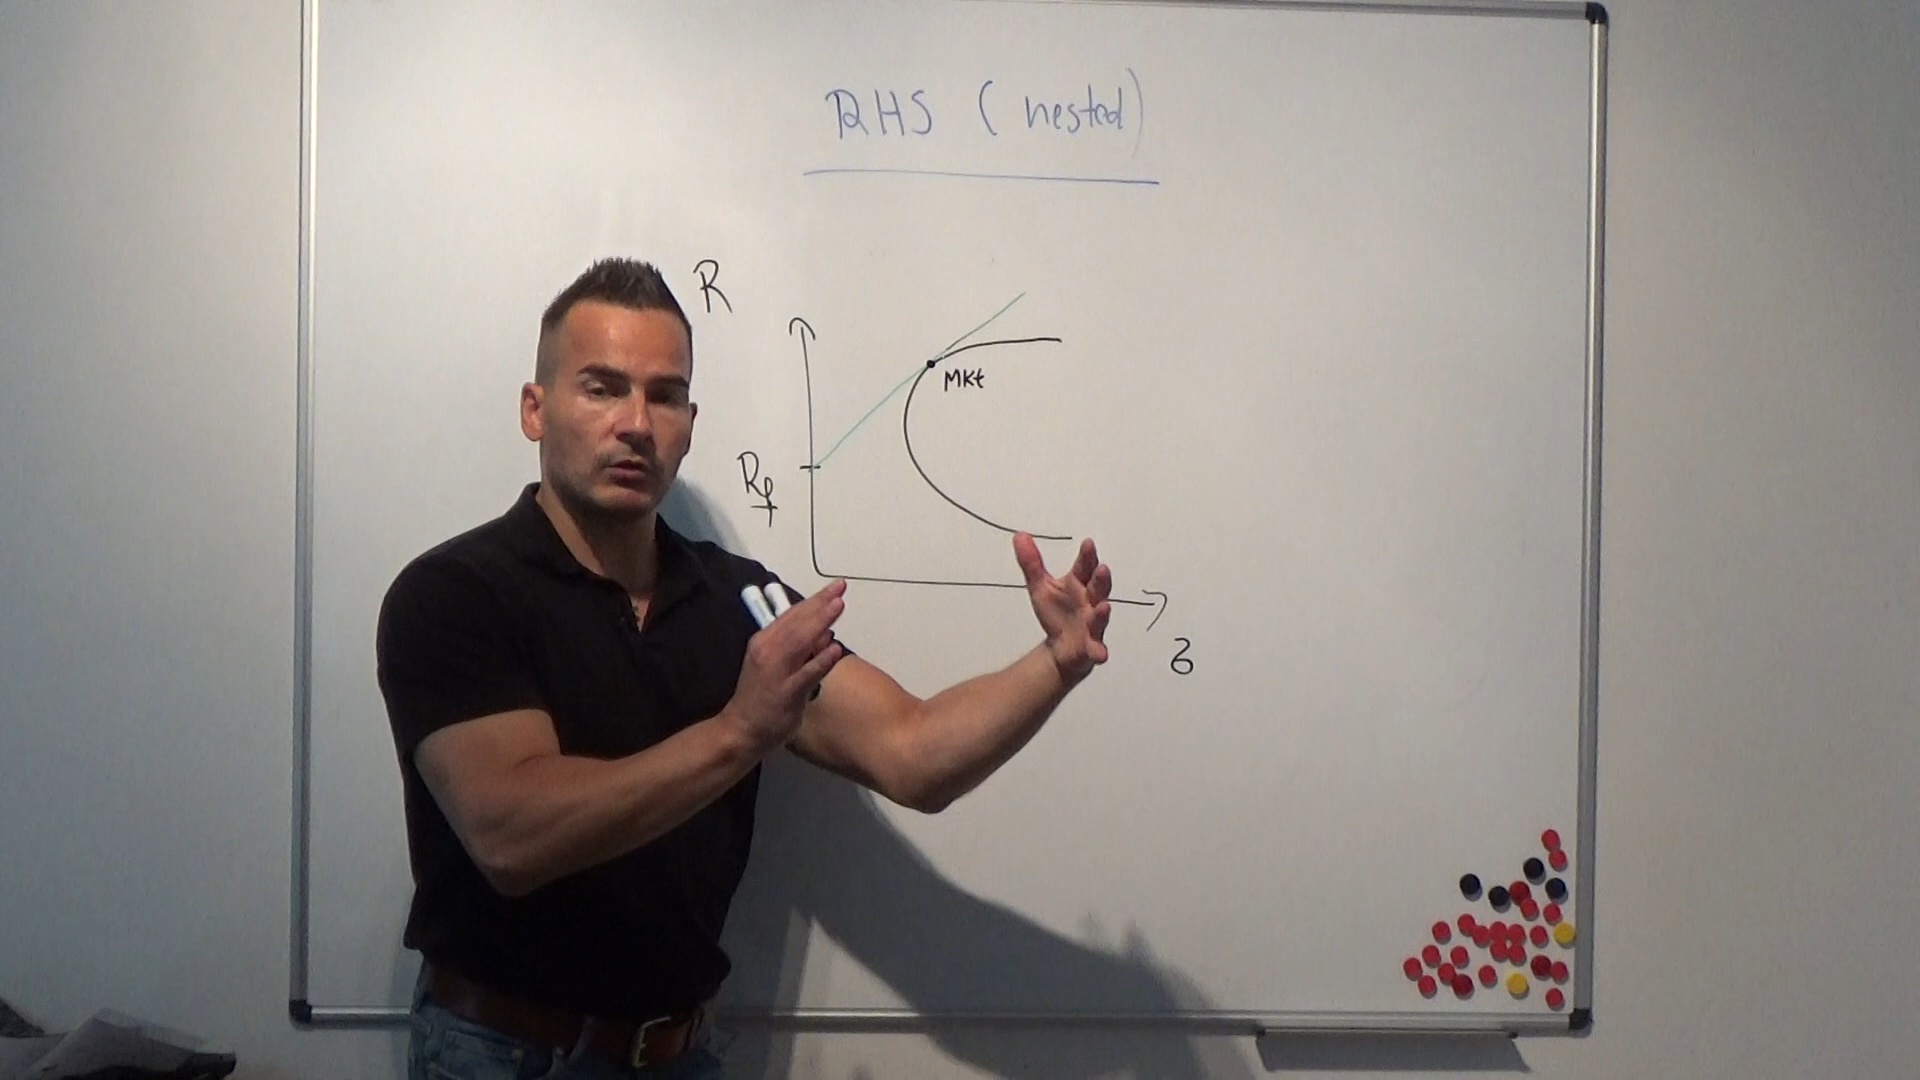 RHS (nested)
R
Mkt
Rf
σ